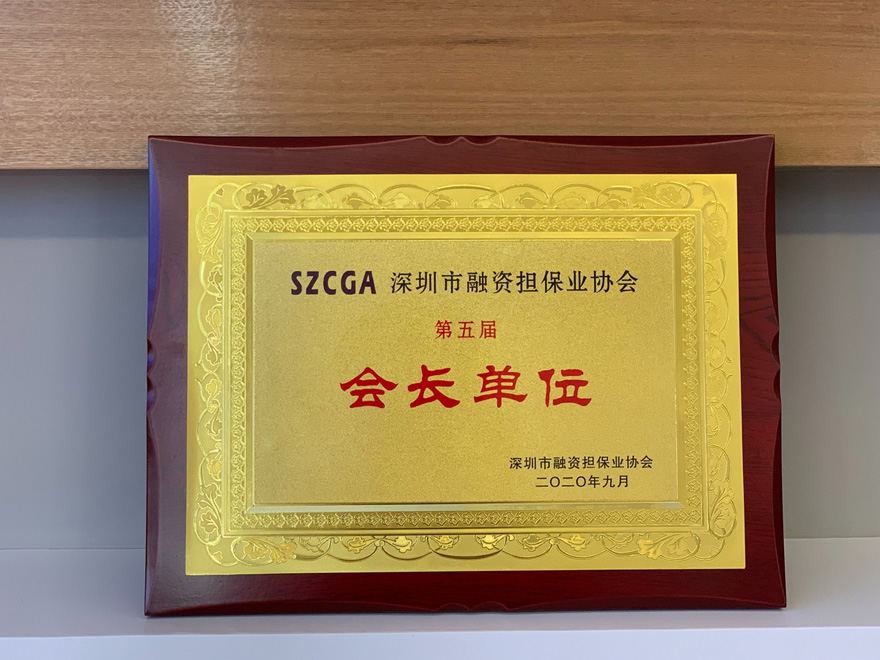 SZCGA 深圳市融资担保业协会
第五届
会长单位
深圳市融资担保业协会
二〇二〇年九月